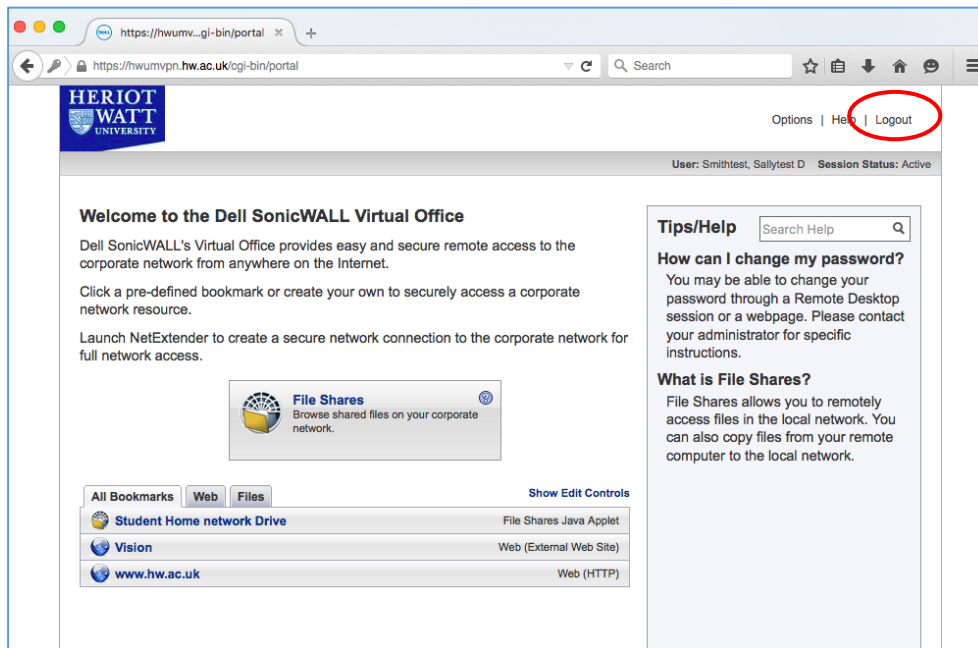 https://hwumv...gi-bin/portal
https://hwumvpn.hw.ac.uk/cgi-bin/portal
Search
HERIOT
WATT
UNIVERSITY
Options | Help | Logout
User: Smithtest, Sallytest D Session Status: Active
Welcome to the Dell SonicWALL Virtual Office
Dell SonicWALL's Virtual Office provides easy and secure remote access to the
corporate network from anywhere on the Internet.
Click a pre-defined bookmark or create your own to securely access a corporate
network resource.
Launch NetExtender to create a secure network connection to the corporate network for
full network access.
File Shares
Browse shared files on your corporate
network.
All Bookmarks Web Files Show Edit Controls
Student Home network Drive File Shares Java Applet
Vision Web (External Web Site)
www.hw.ac.uk Web (HTTP)
Tips/Help Search Help
How can I change my password?
You may be able to change your
password through a Remote Desktop
session or a webpage. Please contact
your administrator for specific
instructions.
What is File Shares?
File Shares allows you to remotely
access files in the local network. You
can also copy files from your remote
computer to the local network.